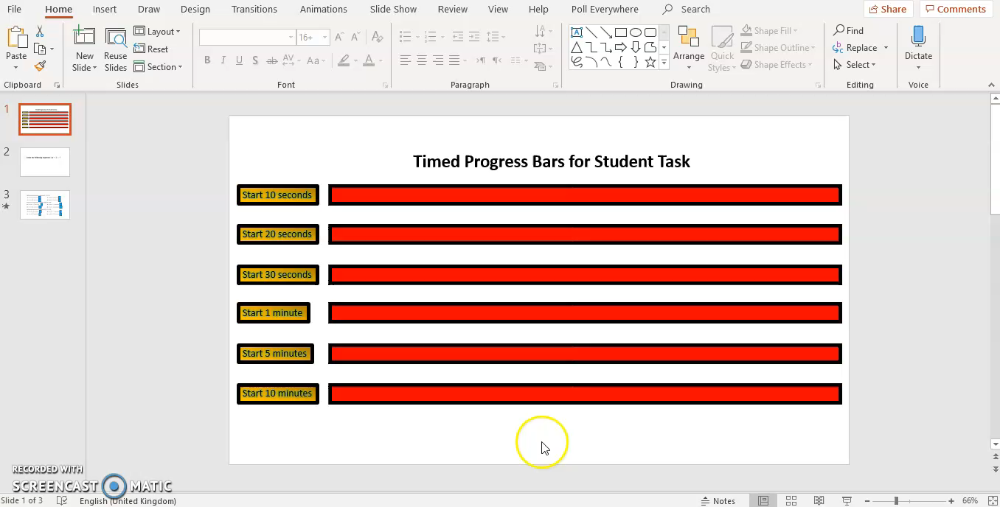 File Home Insert Draw Design Transitions Animations Slide Show Review View Help Poll Everywhere Search Share Comments
Paste
New Slide
Reuse Slides
Layout
Reset
Section
16+
B I U S ab AV Aa A
Find
Replace
Select
Arrange
Quick Styles
Shape Fill
Shape Outline
Shape Effects
Dictate
Clipboard Slides Font Paragraph Drawing Editing Voice
1
2
3
Timed Progress Bars for Student Task
Start 10 seconds
Start 20 seconds
Start 30 seconds
Start 1 minute
Start 5 minutes
Start 10 minutes
RECORDED WITH
SCREENCAST MATIC
Slide 1 of 3 English (United Kingdom) Notes 66%